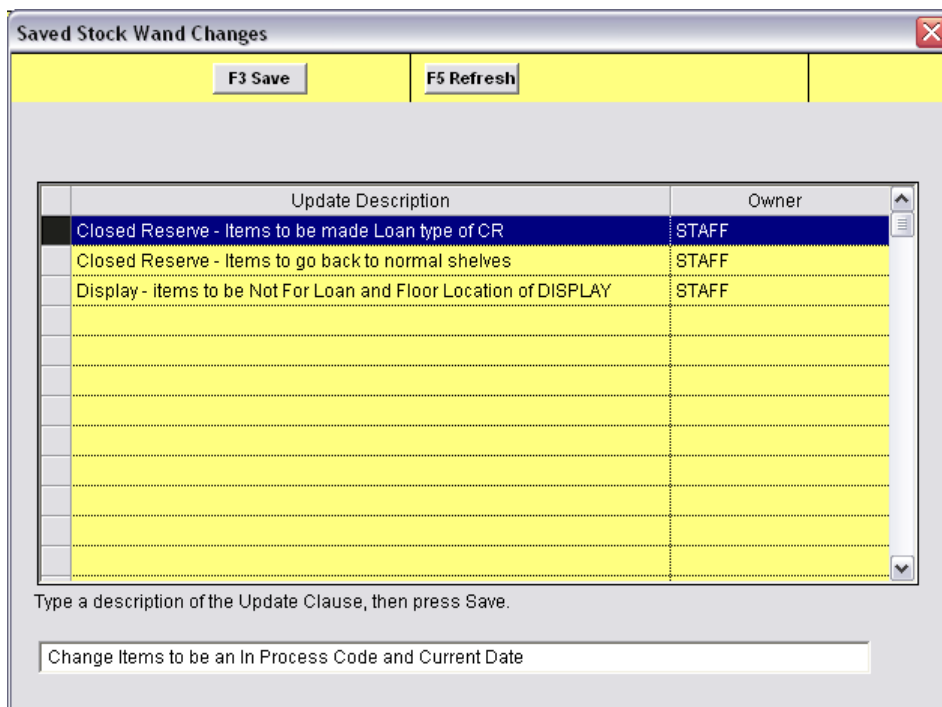 Saved Stock Wand Changes
F3 Save F5 Refresh
Update Description Owner
Closed Reserve - Items to be made Loan type of CR STAFF
Closed Reserve - Items to go back to normal shelves STAFF
Display - items to be Not For Loan and Floor Location of DISPLAY STAFF
Type a description of the Update Clause, then press Save.
Change Items to be an In Process Code and Current Date